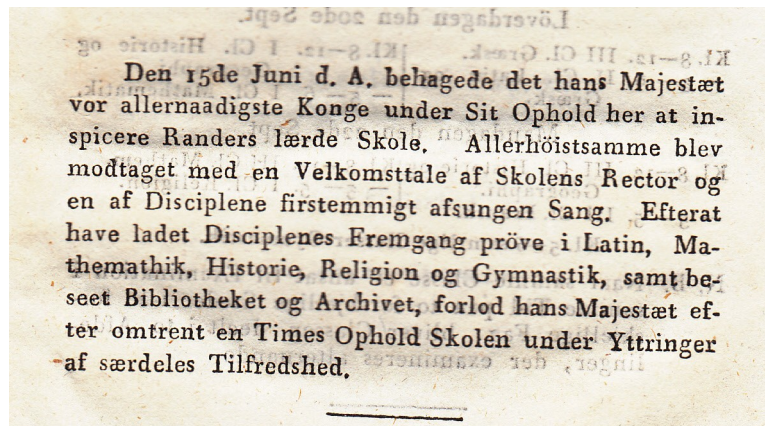 Den 15de Juni d. A. behagede det hans Majestæt
vor allernaadigste Konge under Sit Ophold her at in-
spicere Randers lærde Skole. Allerhöistsamme blev
modtaget med en Velkomsttale af Skolens Rector og
en af Disciplene firstemmigt afsungen Sang. Efterat
have ladet Disciplenes Fremgang pröve i Latin, Ma-
themathik, Historie, Religion og Gymnastik, samt be-
seet Bibliotheket og Archivet, forlod hans Majestæt ef-
ter omtrent en Times Ophold Skolen under Yttringer
af særdeles Tilfredshed.